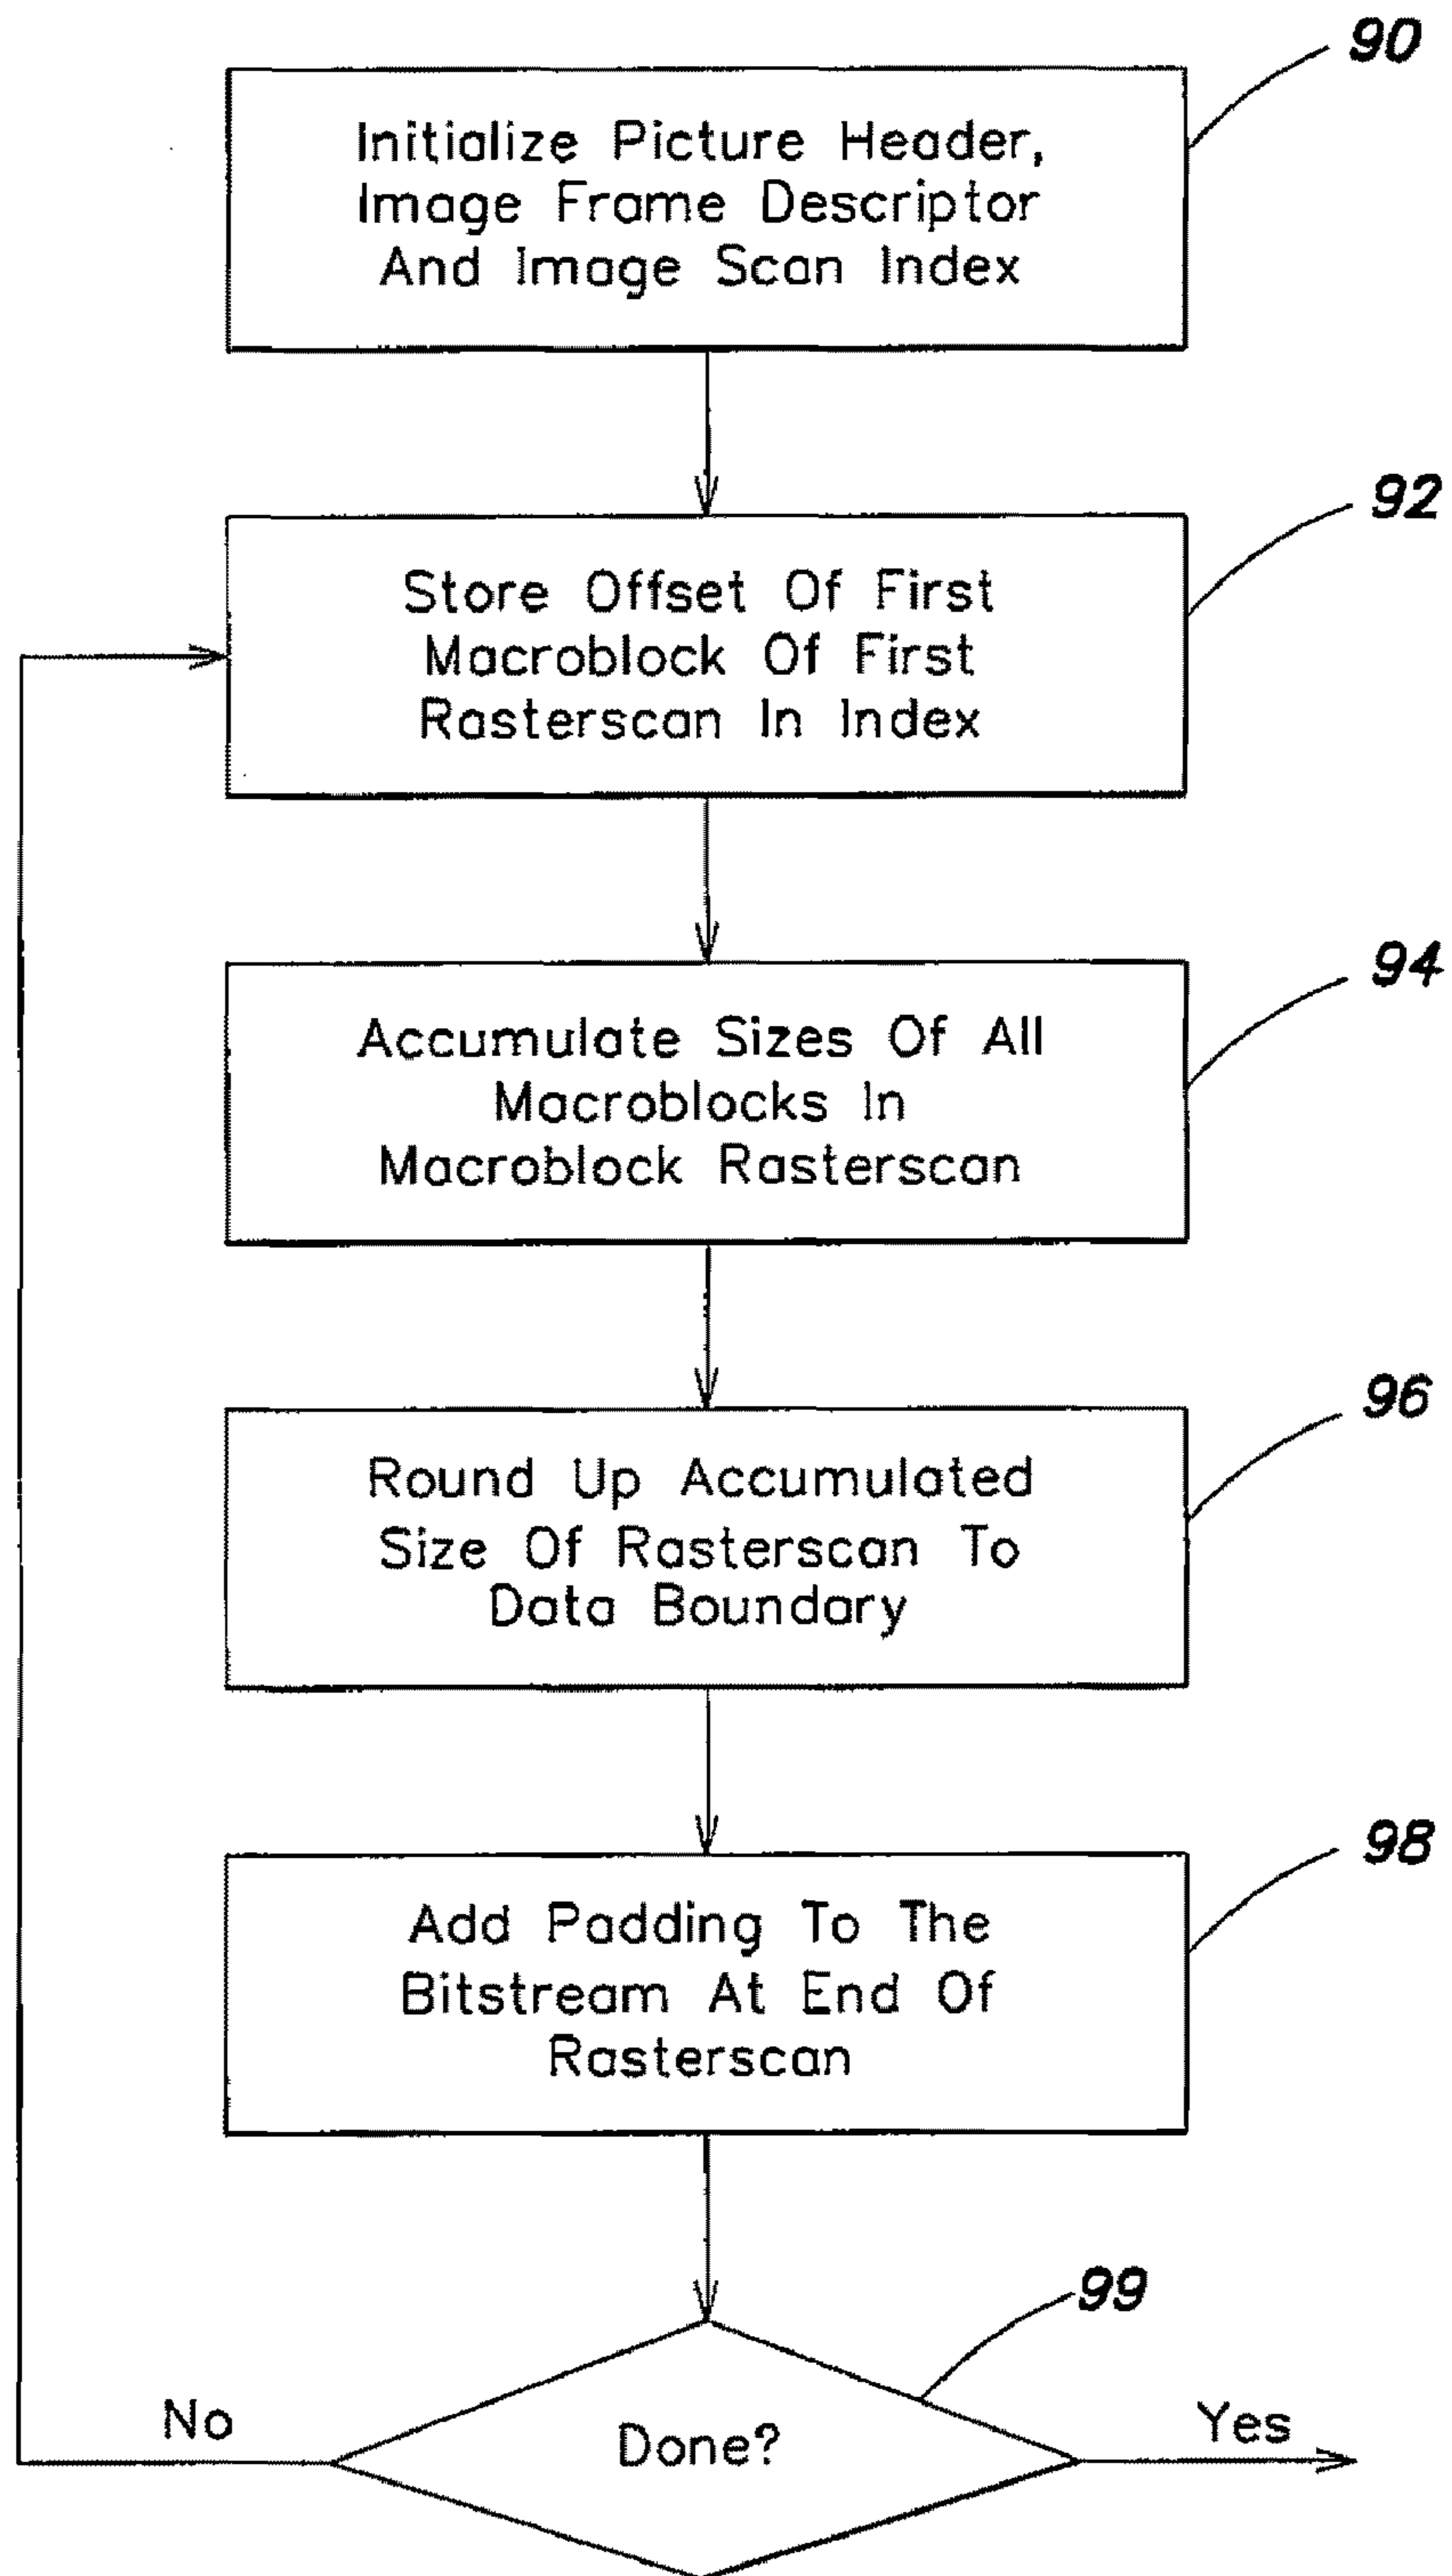 90
Initialize Picture Header,
Image Frame Descriptor
And Image Scan Index
92
Store Offset Of First
Macroblock Of First
Rasterscan In Index
94
Accumulate Sizes Of All
Macroblocks In
Macroblock Rasterscan
96
Round Up Accumulated
Size Of Rasterscan To
Data Boundary
98
Add Padding To The
Bitstream At End Of
Rasterscan
99
No
Done?
Yes